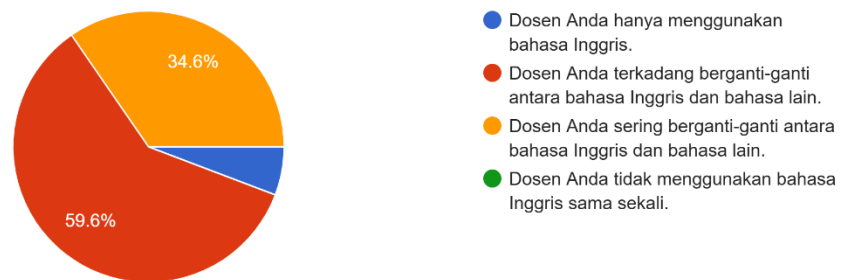 34.6%
59.6%
Dosen Anda hanya menggunakan
bahasa Inggris.
Dosen Anda terkadang berganti-ganti
antara bahasa Inggris dan bahasa lain.
Dosen Anda sering berganti-ganti antara
bahasa Inggris dan bahasa lain.
Dosen Anda tidak menggunakan bahasa
Inggris sama sekali.